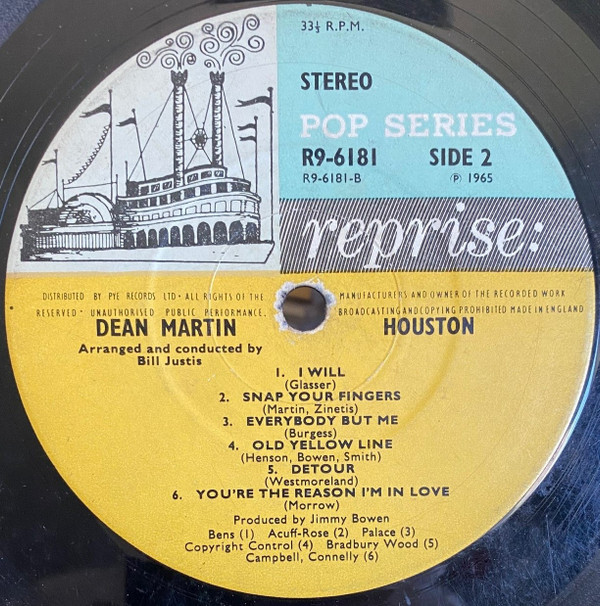 33⅓ R.P.M.
STEREO
POP SERIES
R9-6181 SIDE 2
R9-6181-B ℗ 1965
reprise:
DISTRIBUTED BY PYE RECORDS LTD · ALL RIGHTS OF THE MANUFACTURERS AND OWNER OF THE RECORDED WORK
RESERVED · UNAUTHORISED PUBLIC PERFORMANCE, BROADCASTING AND COPYING PROHIBITED MADE IN ENGLAND
DEAN MARTIN HOUSTON
Arranged and conducted by
Bill Justis
1. I WILL
(Glasser)
2. SNAP YOUR FINGERS
(Martin, Zinetis)
3. EVERYBODY BUT ME
(Burgess)
4. OLD YELLOW LINE
(Henson, Bowen, Smith)
5. DETOUR
(Westmoreland)
6. YOU'RE THE REASON I'M IN LOVE
(Morrow)
Produced by Jimmy Bowen
Bens (1) Acuff-Rose (2) Palace (3)
Copyright Control (4) Bradbury Wood (5)
Campbell, Connelly (6)